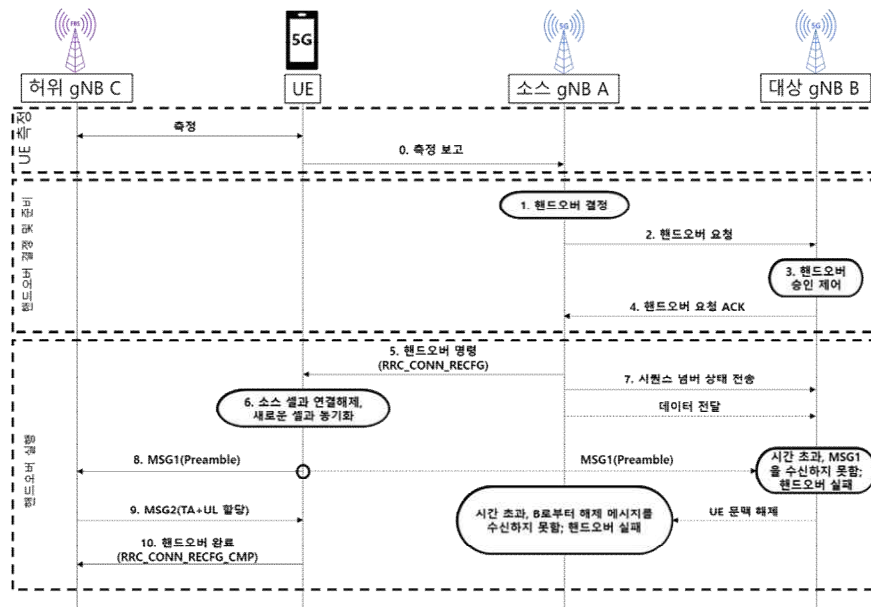 FBS
5G
5G
5G
허위 gNB C
UE
소스 gNB A
대상 gNB B
UE 측정
측정
0. 측정 보고
핸드오버 결정 및 준비
1. 핸드오버 결정
2. 핸드오버 요청
3. 핸드오버
승인 제어
4. 핸드오버 요청 ACK
핸드오버 실행
5. 핸드오버 명령
(RRC_CONN_RECFG)
6. 소스 셀과 연결해제,
새로운 셀과 동기화
7. 시퀀스 넘버 상태 전송
데이터 전달
8. MSG1(Preamble)
MSG1(Preamble)
시간 초과, MSG1
을 수신하지 못함;
핸드오버 실패
9. MSG2(TA+UL 할당)
시간 초과, B로부터 해제 메시지를
수신하지 못함; 핸드오버 실패
UE 문맥 해제
10. 핸드오버 완료
(RRC_CONN_RECFG_CMP)